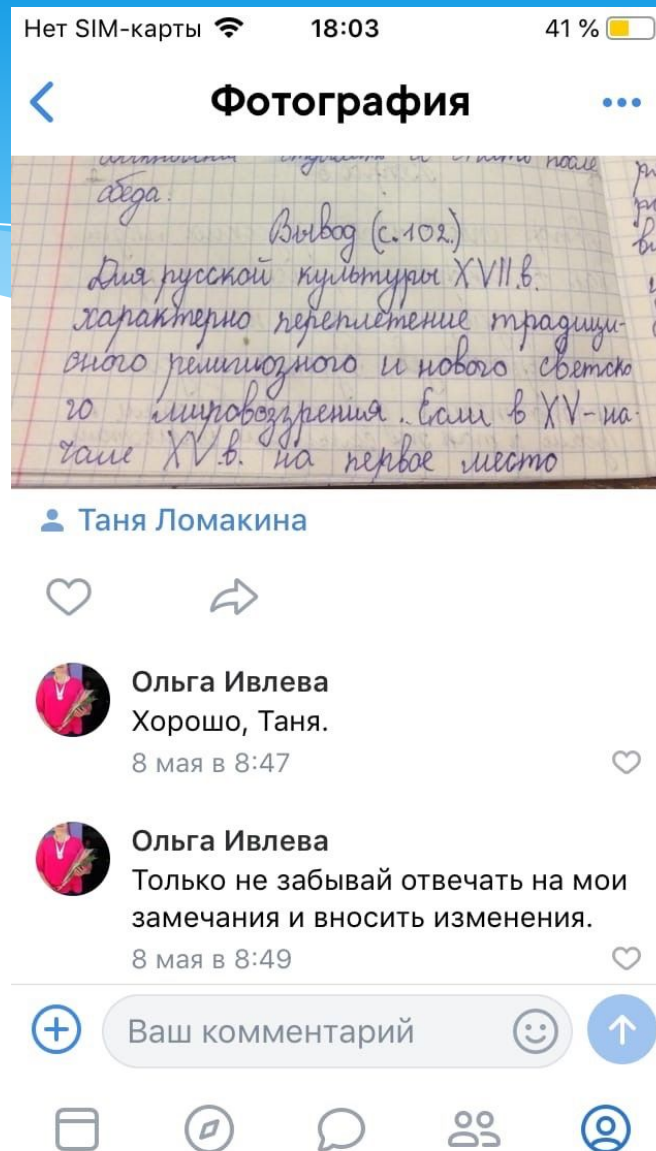 Нет SIM-карты 18:03 41 %
Фотография
и после
обеда.
Вывод (с.102.)
Для русской культуры XVII.в.
характерно переплетение традици-
оного религиозного и нового светско
го мировоззрения. Если в XV-на-
чале XV.в. на первое место
Таня Ломакина
Ольга Ивлева
Хорошо, Таня.
8 мая в 8:47
Ольга Ивлева
Только не забывай отвечать на мои
замечания и вносить изменения.
8 мая в 8:49
Ваш комментарий